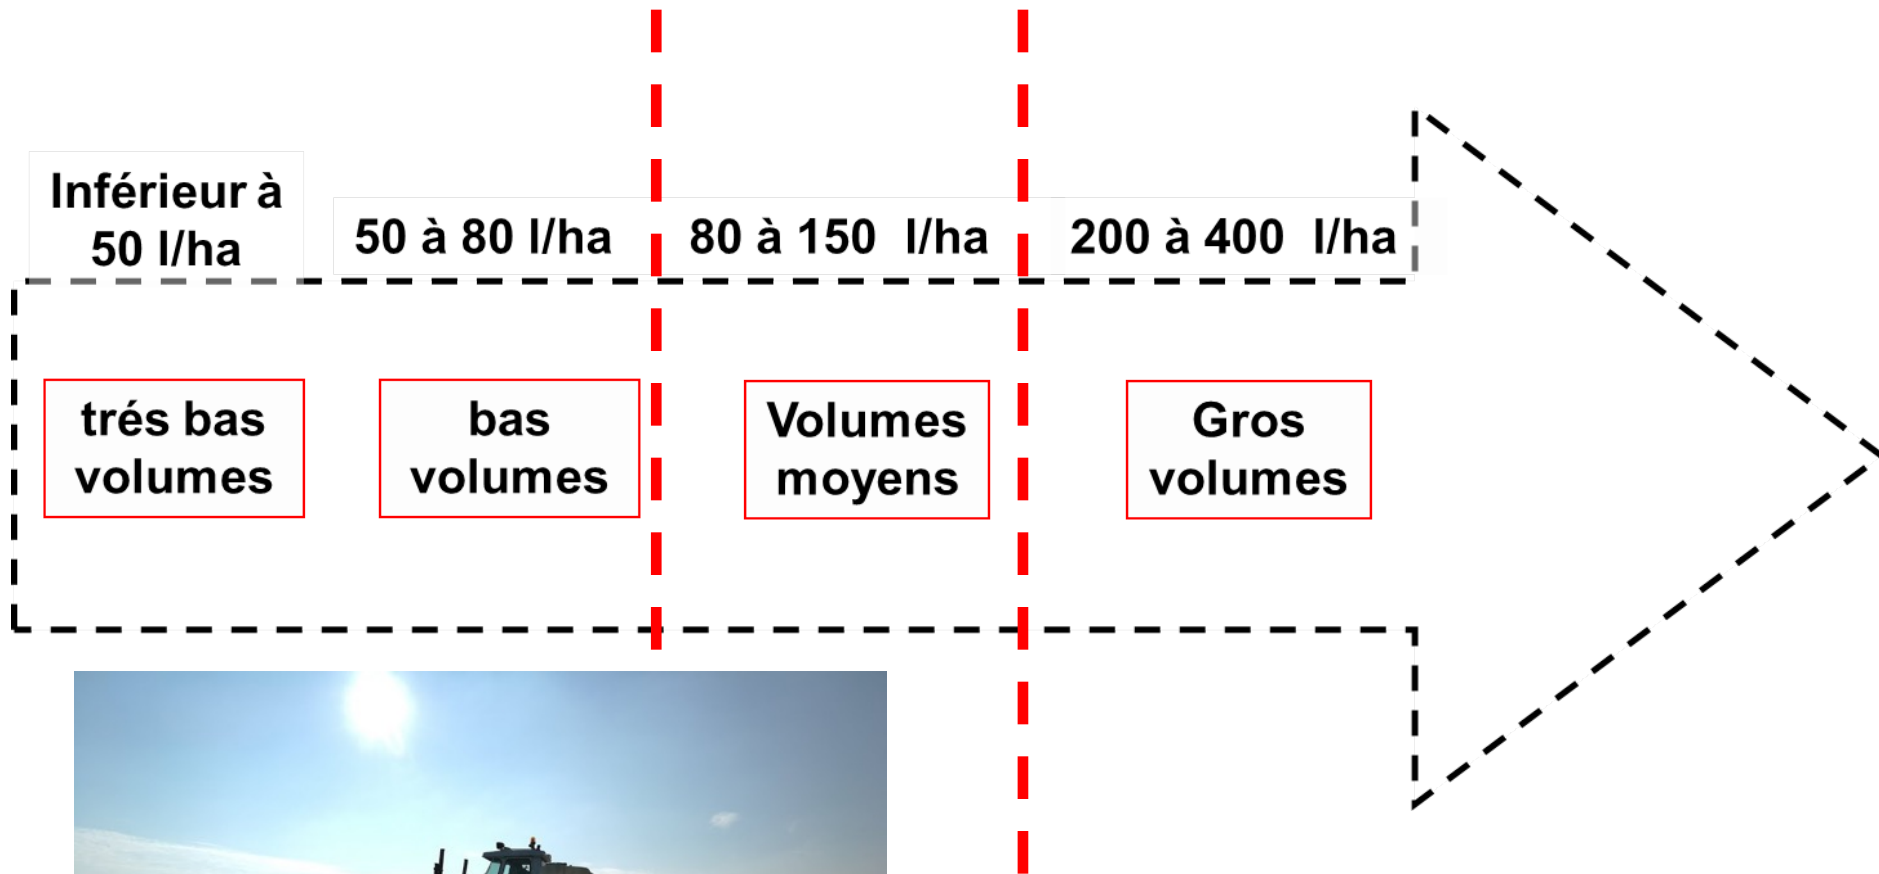 Inférieur à
50 l/ha
50 à 80 l/ha
80 à 150 l/ha
200 à 400 l/ha
trés bas
volumes
bas
volumes
Volumes
moyens
Gros
volumes